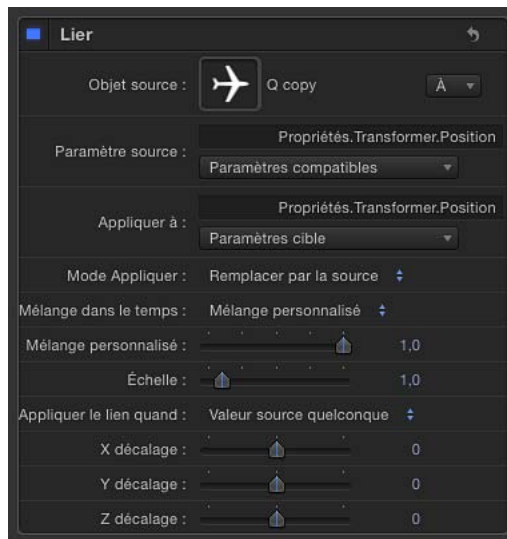 Lier
Objet source : Q copy À
Propriétés.Transformer.Position
Paramètre source :
Paramètres compatibles
Propriétés.Transformer.Position
Appliquer à :
Paramètres cible
Mode Appliquer : Remplacer par la source
Mélange dans le temps : Mélange personnalisé
Mélange personnalisé : 1,0
Échelle : 1,0
Appliquer le lien quand : Valeur source quelconque
X décalage : 0
Y décalage : 0
Z décalage : 0